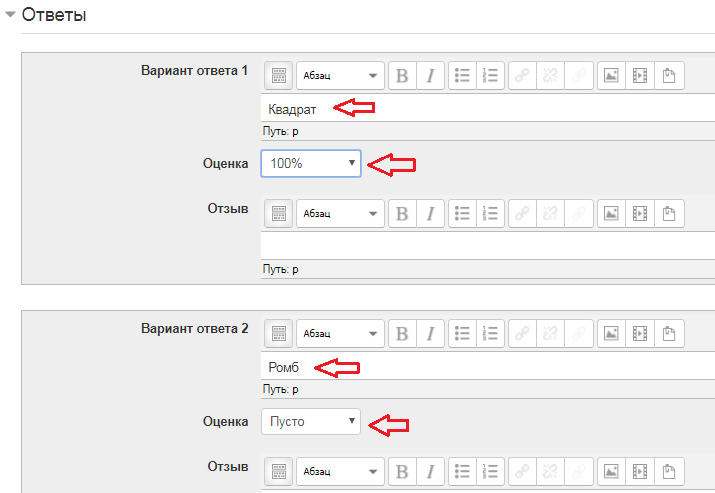 Ответы
Вариант ответа 1
Абзац B I
Квадрат
Путь: p
Оценка 100%
Отзыв
Абзац B I
Путь: p
Вариант ответа 2
Абзац B I
Ромб
Путь: p
Оценка Пусто
Отзыв
Абзац B I